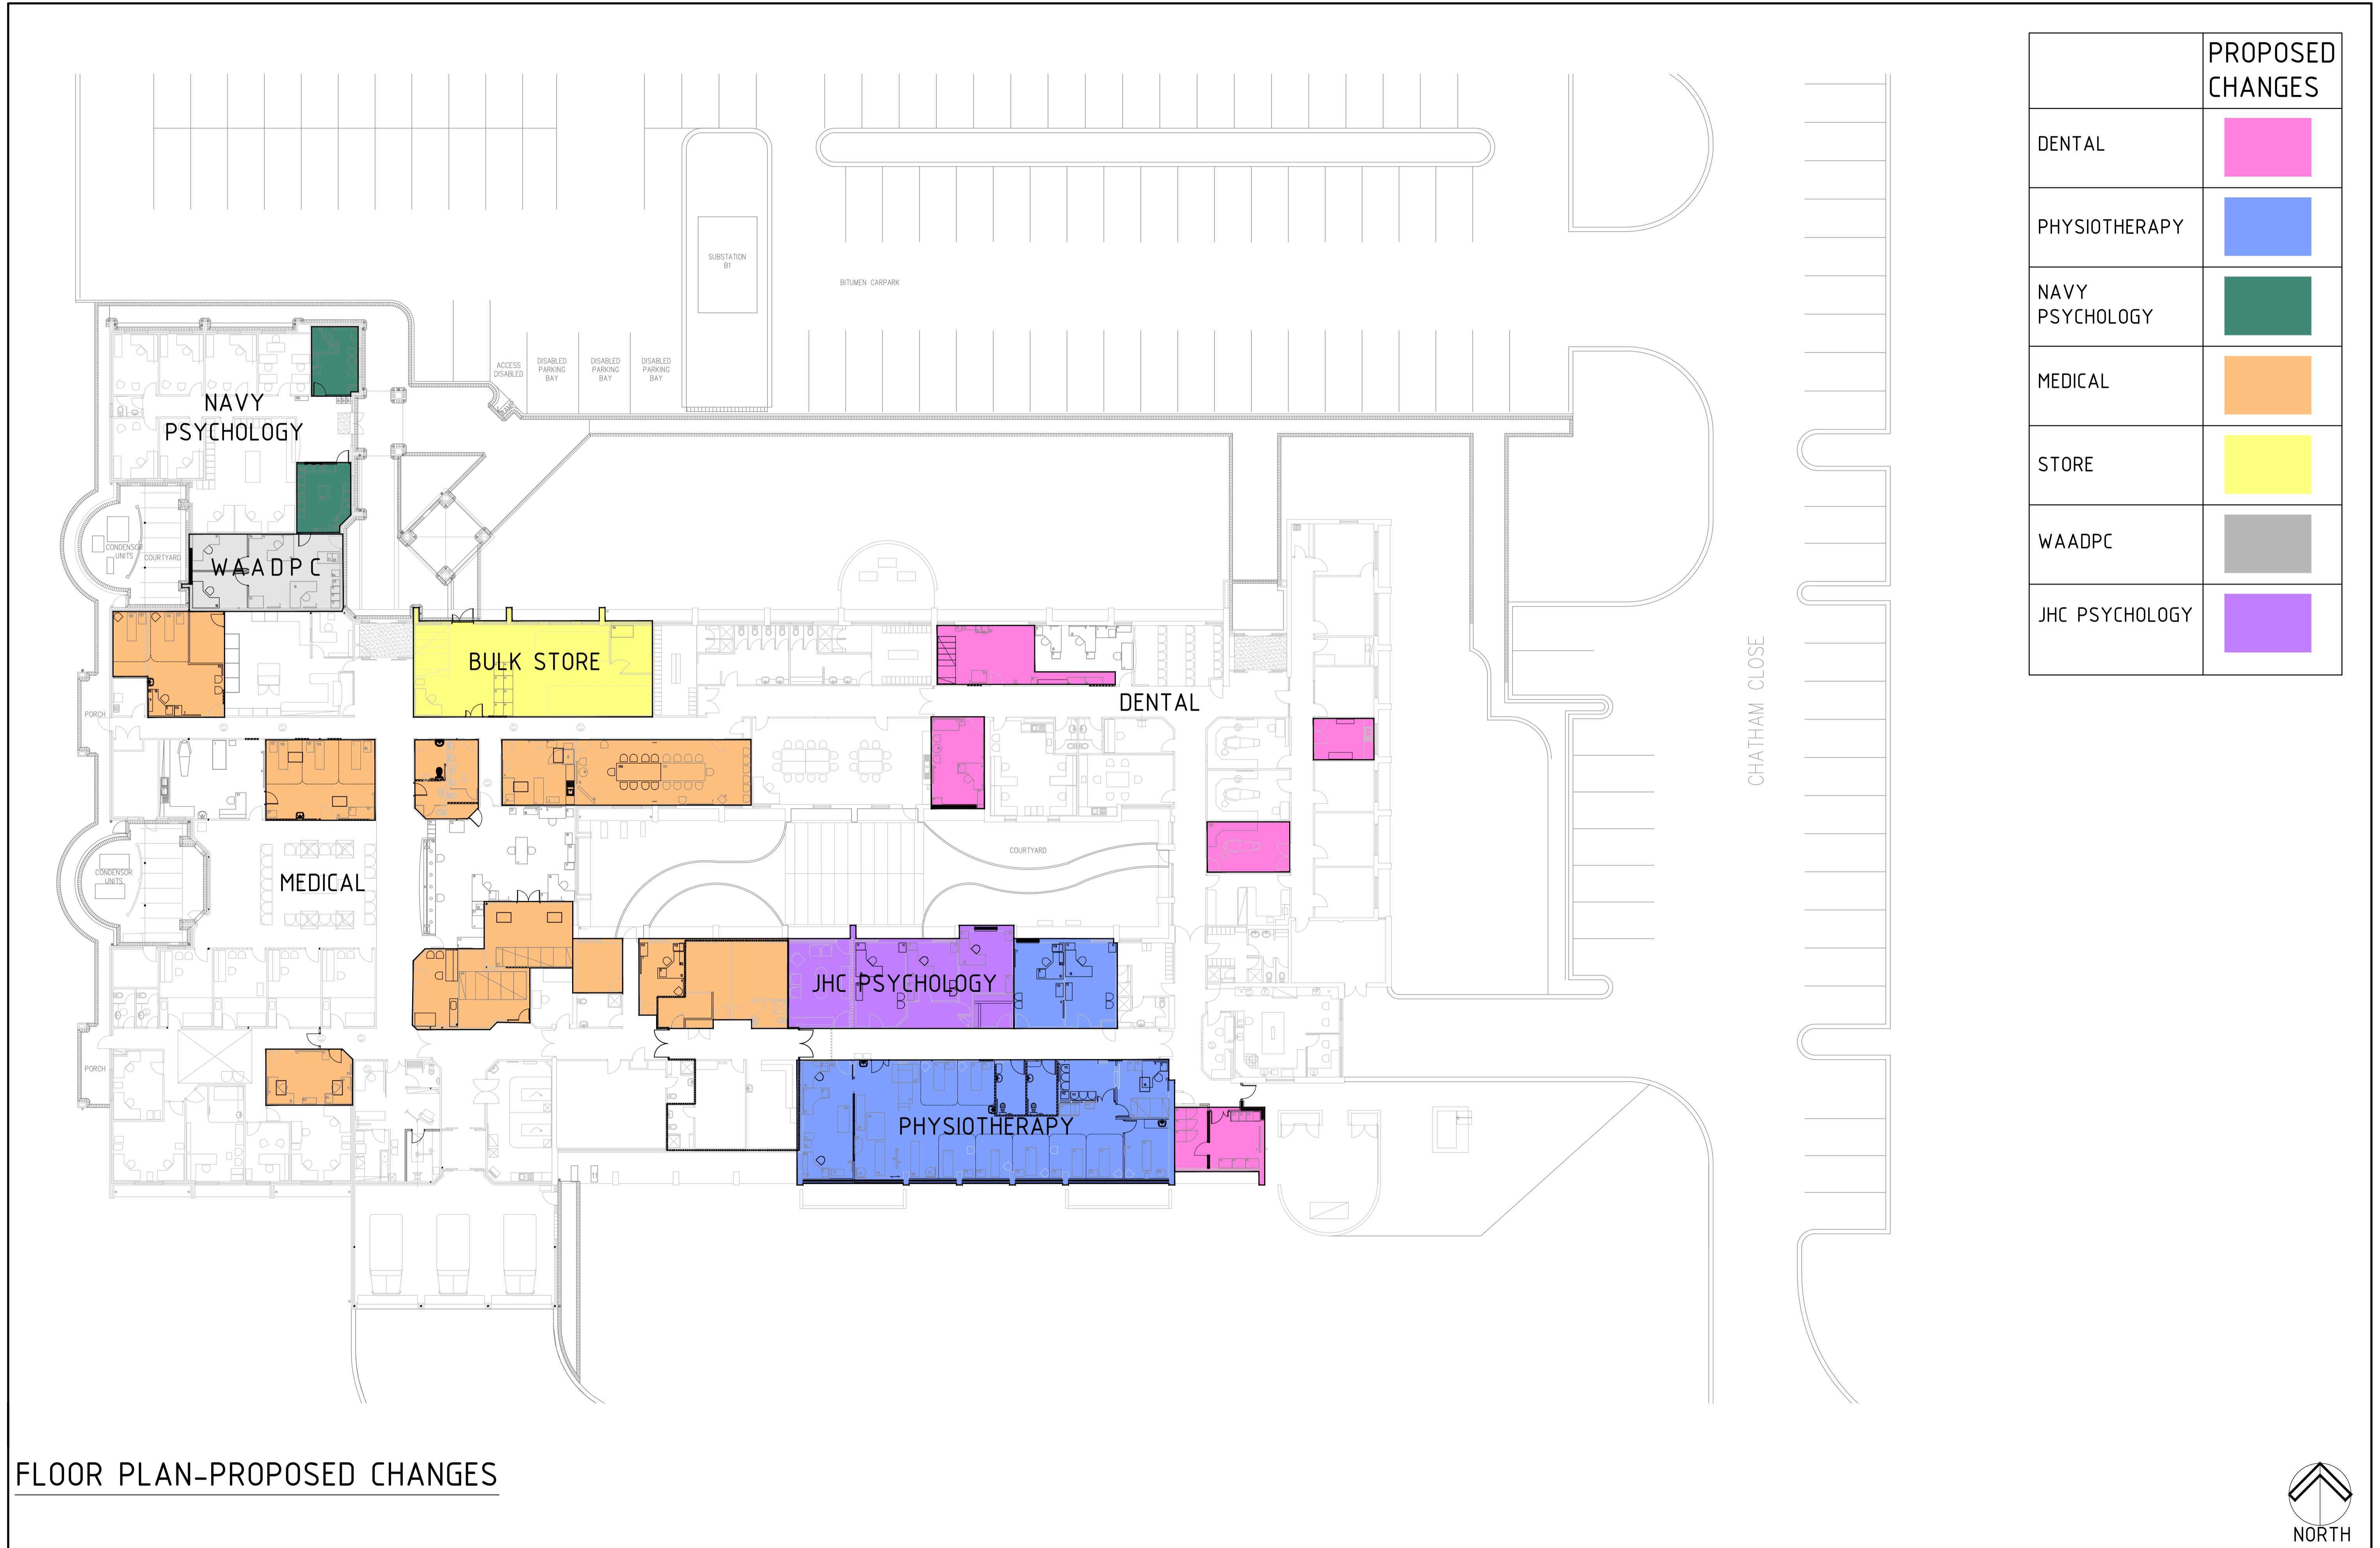 PROPOSED
CHANGES
DENTAL
PHYSIOTHERAPY
NAVY
PSYCHOLOGY
MEDICAL
STORE
WAADPC
JHC PSYCHOLOGY
SUBSTATION
B1
BITUMEN CARPARK
ACCESS
DISABLED
DISABLED
PARKING
BAY
DISABLED
PARKING
BAY
DISABLED
PARKING
BAY
RAMP
NAVY
PSYCHOLOGY
CONDENSOR
UNITS
COURTYARD
WAADPC
BULK STORE
DENTAL
PORCH
CHATHAM CLOSE
COURTYARD
CONDENSOR
UNITS
MEDICAL
JHC PSYCHOLOGY
PORCH
PHYSIOTHERAPY
FLOOR PLAN-PROPOSED CHANGES
NORTH